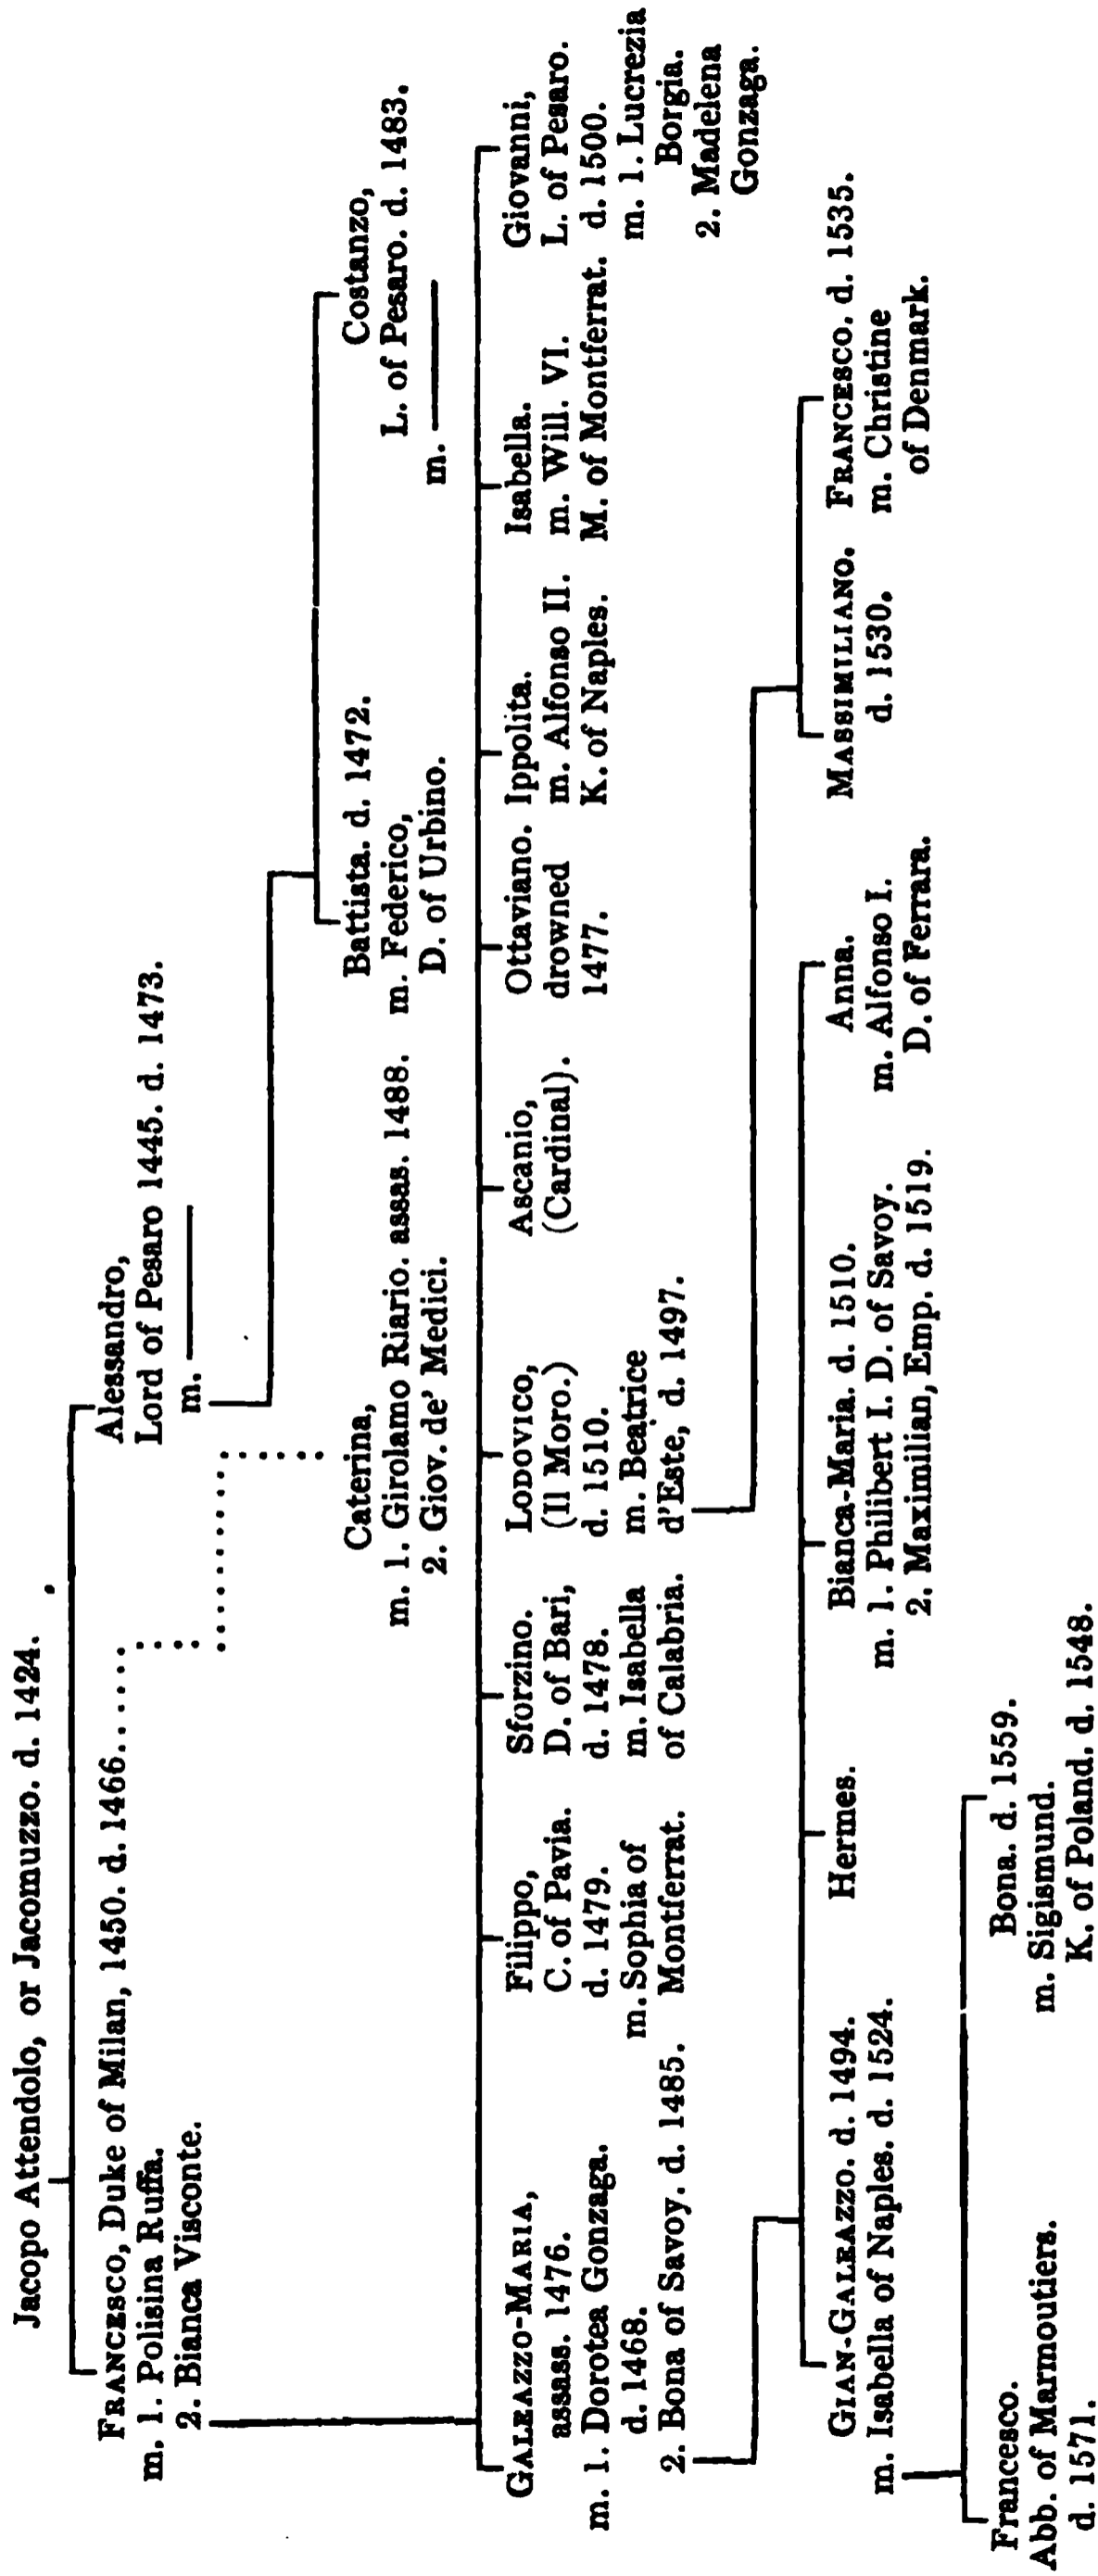 Jacopo Attendolo, or Jacomuzzo. d. 1424.
FRANCESCO, Duke of Milan, 1450. d. 1466......
m. 1. Polisina Ruffa.
2. Bianca Visconte.
Alessandro,
Lord of Pesaro 1445. d. 1473.
m. ———
Caterina,
m. 1. Girolamo Riario. assas. 1488.
2. Giov. de' Medici.
Battista. d. 1472.
m. Federico,
D. of Urbino.
Costanzo,
L. of Pesaro. d. 1483.
m. ———
GALEAZZO-MARIA,
assass. 1476.
m. 1. Dorotea Gonzaga.
d. 1468.
2. Bona of Savoy. d. 1485.
Filippo,
C. of Pavia.
d. 1479.
m. Sophia of
Montferrat.
Sforzino.
D. of Bari,
d. 1478.
m. Isabella
of Calabria.
LODOVICO,
(Il Moro.)
d. 1510.
m. Beatrice
d'Este, d. 1497.
Ascanio,
(Cardinal).
Ottaviano.
drowned
1477.
Ippolita.
m. Alfonso II.
K. of Naples.
Isabella.
m. Will. VI.
M. of Montferrat.
Giovanni,
L. of Pesaro.
d. 1500.
m. 1. Lucrezia
Borgia.
2. Madelena
Gonzaga.
GIAN-GALEAZZO. d. 1494.
m. Isabella of Naples. d. 1524.
Hermes.
Bianca-Maria. d. 1510.
m. 1. Philibert I. D. of Savoy.
2. Maximilian, Emp. d. 1519.
Anna.
m. Alfonso I.
D. of Ferrara.
MASSIMILIANO.
d. 1530.
FRANCESCO. d. 1535.
m. Christine
of Denmark.
Francesco.
Abb. of Marmoutiers.
d. 1571.
Bona. d. 1559.
m. Sigismund.
K. of Poland. d. 1548.